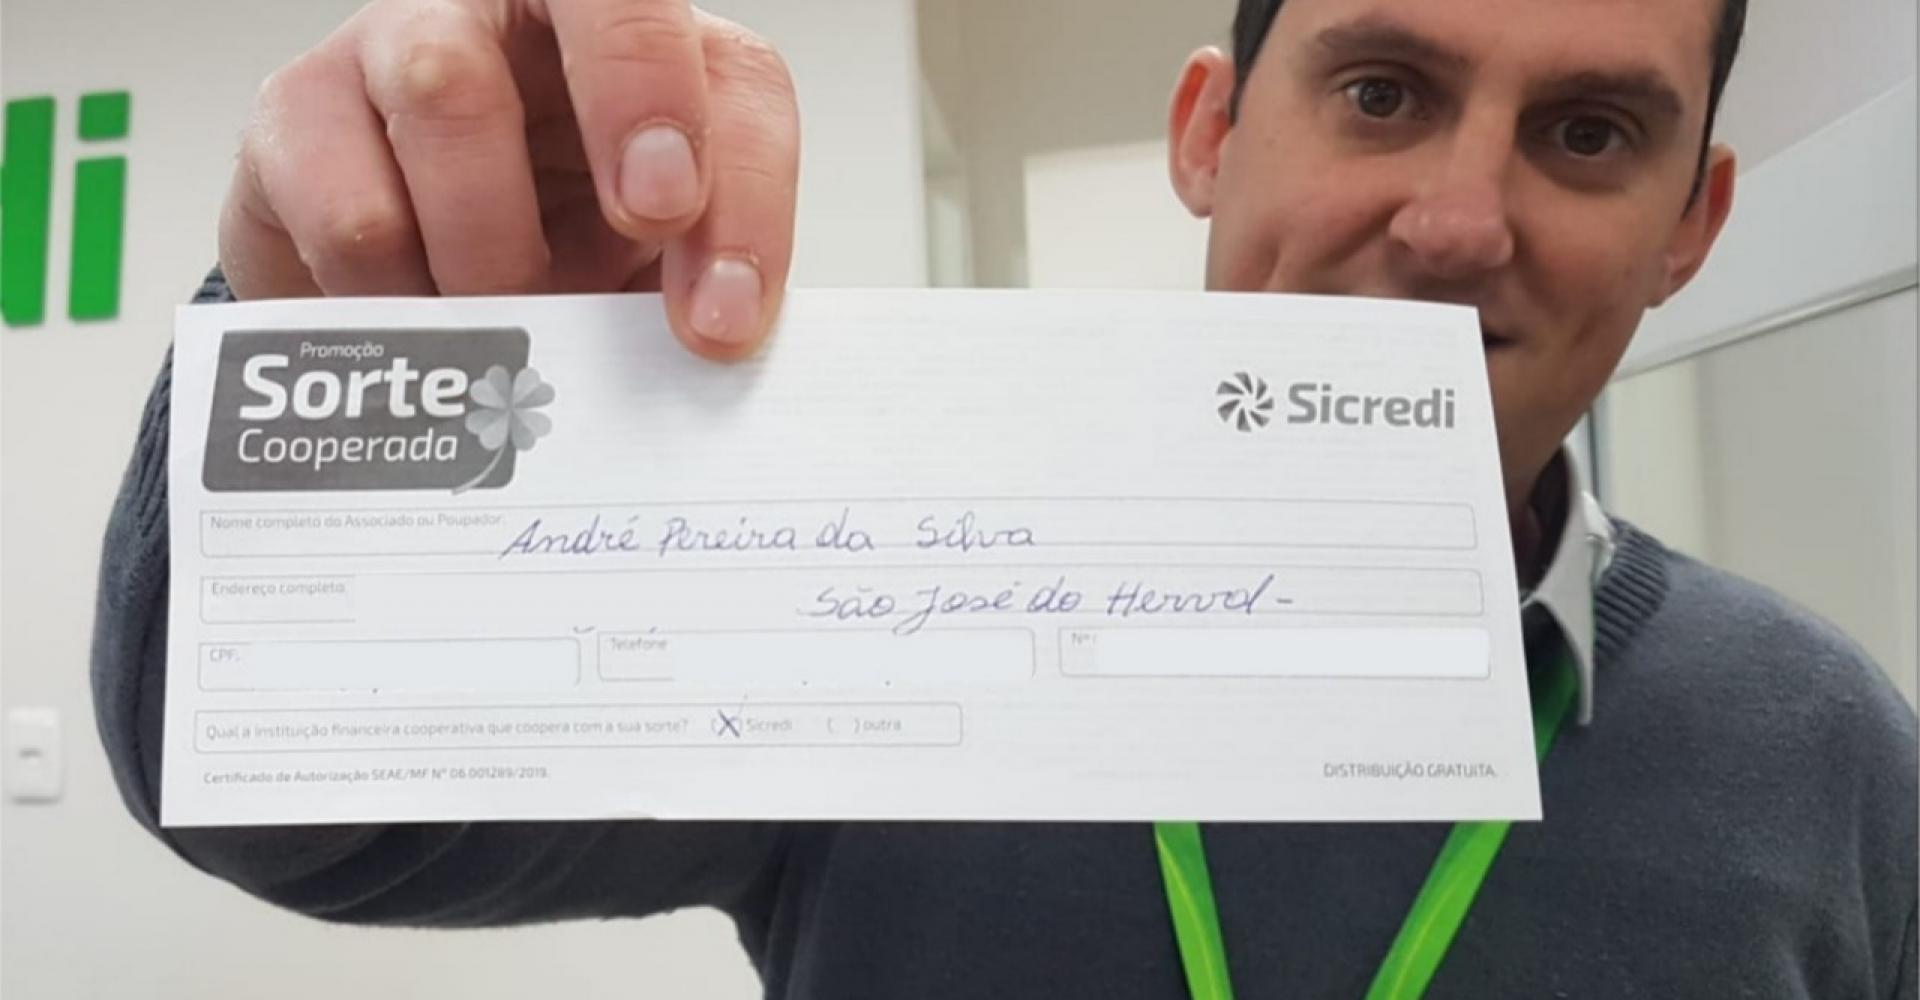 di
Promoção
Sorte
Cooperada
Sicredi
Nome completo do Associado ou Poupador: André Pereira da Silva
Endereço completo: São José do Herval -
CPF: Telefone Nº:
Qual a instituição financeira cooperativa que coopera com a sua sorte? (X) Sicredi ( ) outra
Certificado de Autorização SEAE/MF Nº 06.001289/2019. DISTRIBUIÇÃO GRATUITA.